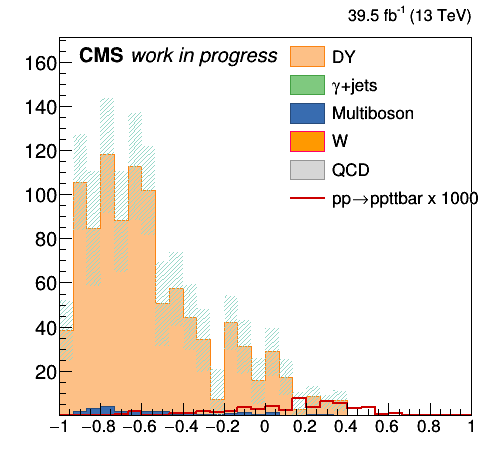 39.5 fb⁻¹ (13 TeV)
CMS work in progress
DY
γ+jets
Multiboson
W
QCD
pp→ppttbar x 1000
160
140
120
100
80
60
40
20
−1 −0.8 −0.6 −0.4 −0.2 0 0.2 0.4 0.6 0.8 1